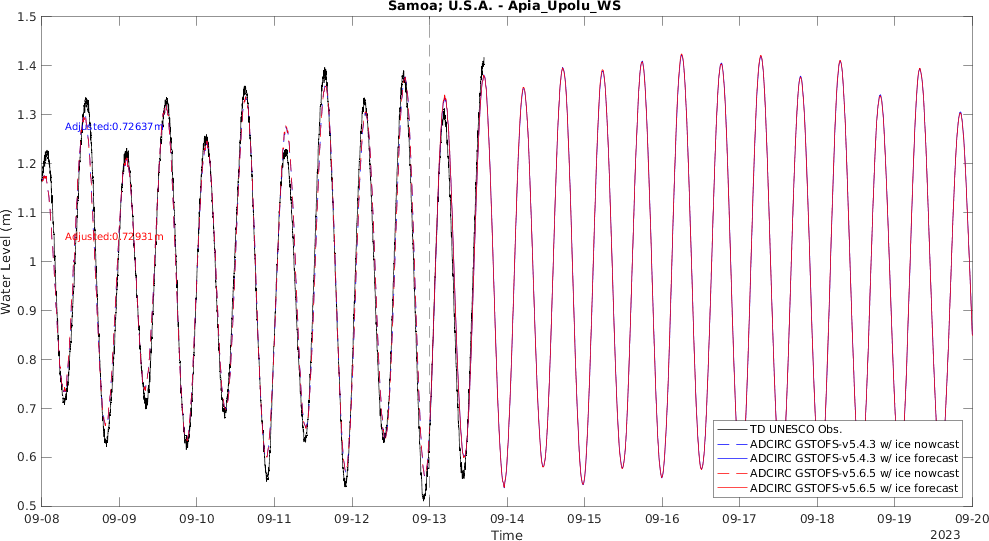 Samoa; U.S.A. - Apia_Upolu_WS
Water Level (m)
1.5
1.4
1.3
1.2
1.1
1
0.9
0.8
0.7
0.6
0.5
Adjusted:0.72637m
Adjusted:0.72931m
TD UNESCO Obs.
ADCIRC GSTOFS-v5.4.3 w/ ice nowcast
ADCIRC GSTOFS-v5.4.3 w/ ice forecast
ADCIRC GSTOFS-v5.6.5 w/ ice nowcast
ADCIRC GSTOFS-v5.6.5 w/ ice forecast
09-08 09-09 09-10 09-11 09-12 09-13 09-14 09-15 09-16 09-17 09-18 09-19 09-20
Time
2023